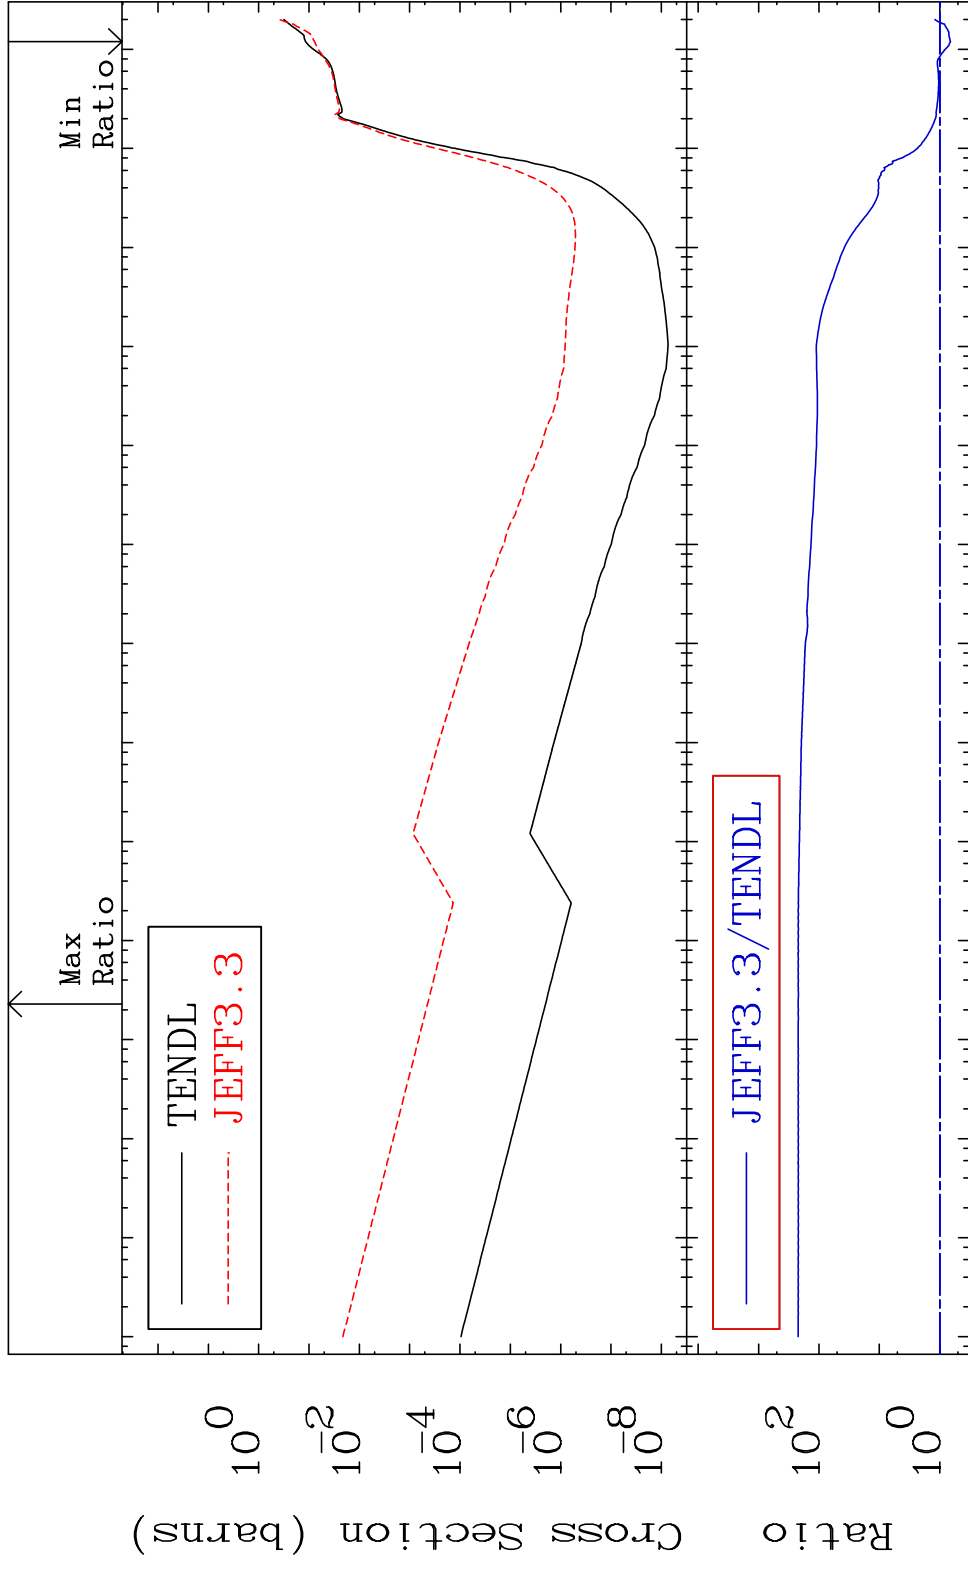 Max
Ratio
Min
Ratio
TENDL
JEFF3.3
JEFF3.3/TENDL
Cross Section (barns)
10^0
10^-2
10^-4
10^-6
10^-8
Ratio
10^2
10^0